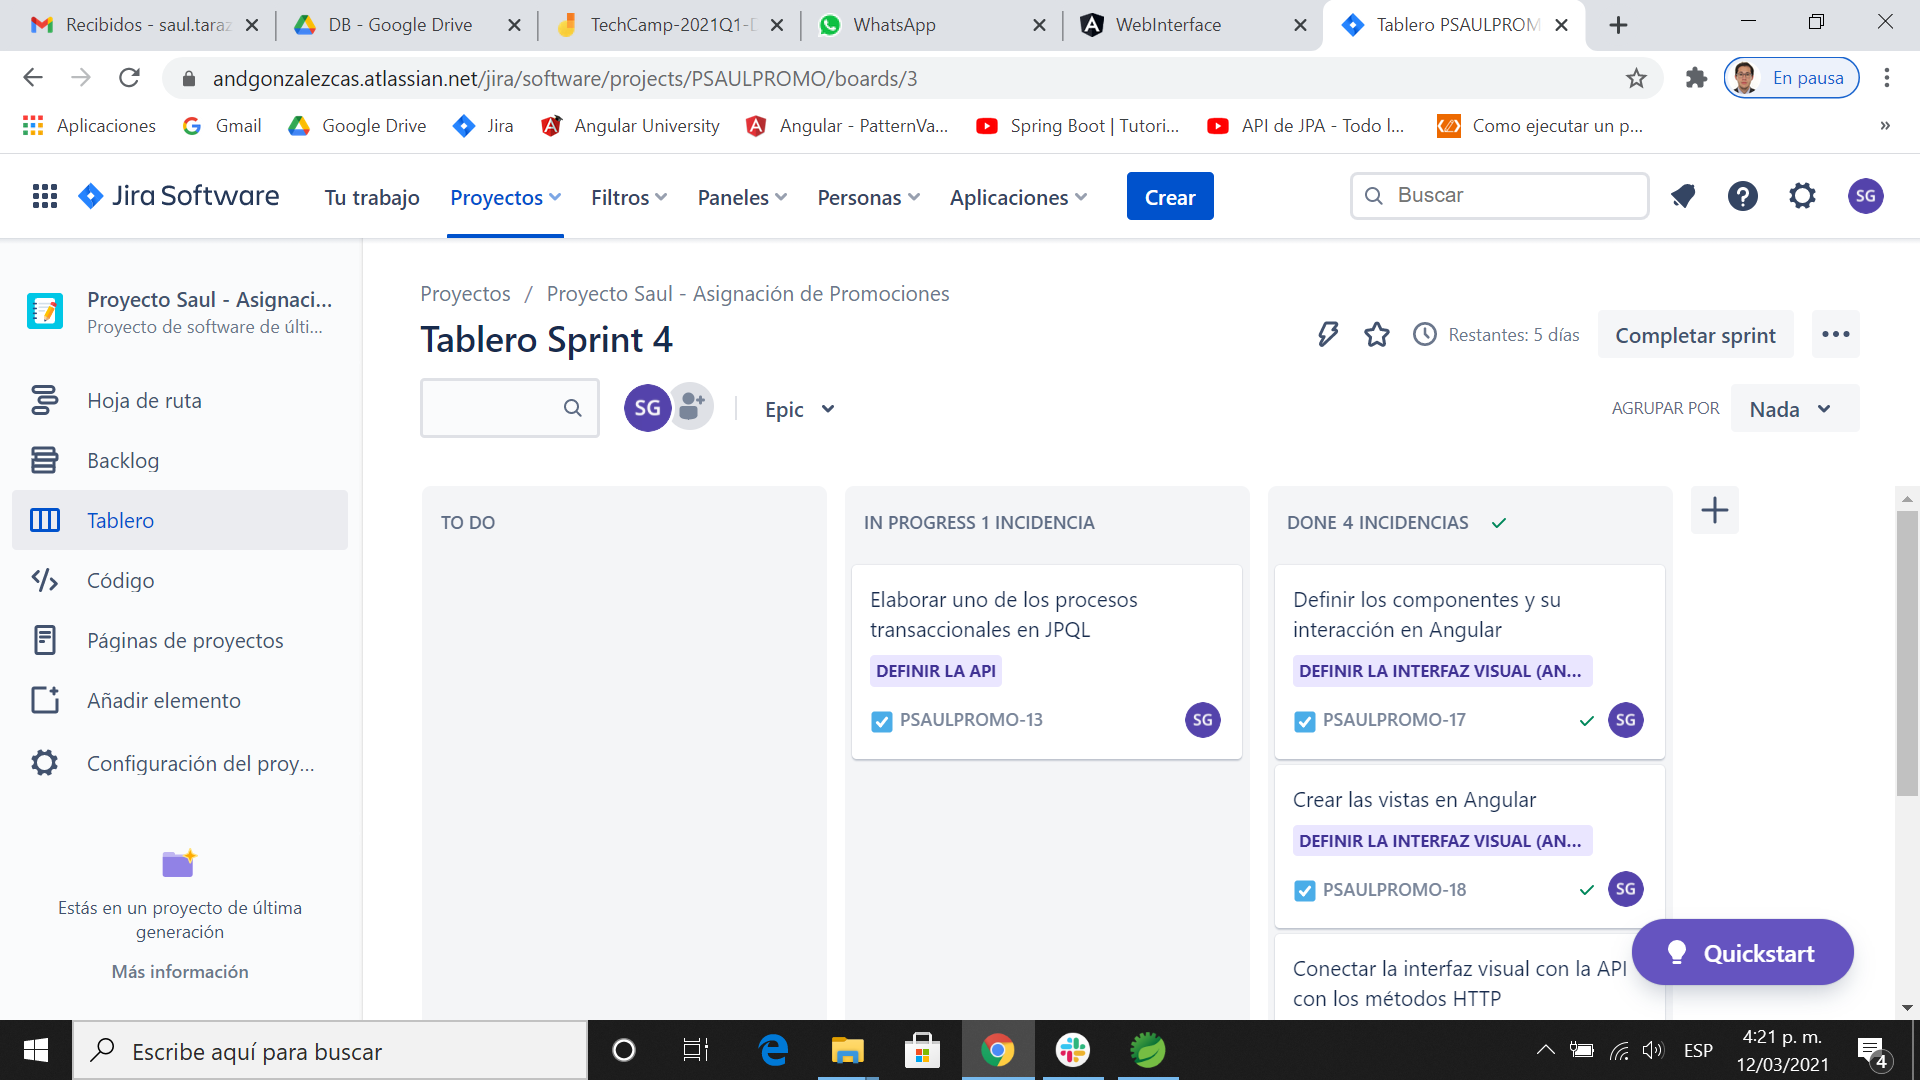 Recibidos - saul.taraz
DB - Google Drive
TechCamp-2021Q1-D
WhatsApp
WebInterface
Tablero PSAULPROM
andgonzalezcas.atlassian.net/jira/software/projects/PSAULPROMO/boards/3
En pausa
Aplicaciones
Gmail
Google Drive
Jira
Angular University
Angular - PatternVa...
Spring Boot | Tutori...
API de JPA - Todo l...
Como ejecutar un p...
»
Jira Software
Tu trabajo
Proyectos
Filtros
Paneles
Personas
Aplicaciones
Crear
Buscar
SG
Proyecto Saul - Asignaci...
Proyecto de software de últi...
Hoja de ruta
Backlog
Tablero
Código
Páginas de proyectos
Añadir elemento
Configuración del proy...
Estás en un proyecto de última
generación
Más información
Proyectos / Proyecto Saul - Asignación de Promociones
Tablero Sprint 4
Restantes: 5 días
Completar sprint
SG
Epic
AGRUPAR POR
Nada
TO DO
IN PROGRESS 1 INCIDENCIA
Elaborar uno de los procesos
transaccionales en JPQL
DEFINIR LA API
PSAULPROMO-13
SG
DONE 4 INCIDENCIAS
Definir los componentes y su
interacción en Angular
DEFINIR LA INTERFAZ VISUAL (AN...
PSAULPROMO-17
SG
Crear las vistas en Angular
DEFINIR LA INTERFAZ VISUAL (AN...
PSAULPROMO-18
SG
Conectar la interfaz visual con la API
con los métodos HTTP
Quickstart
Escribe aquí para buscar
ESP
4:21 p. m.
12/03/2021
4